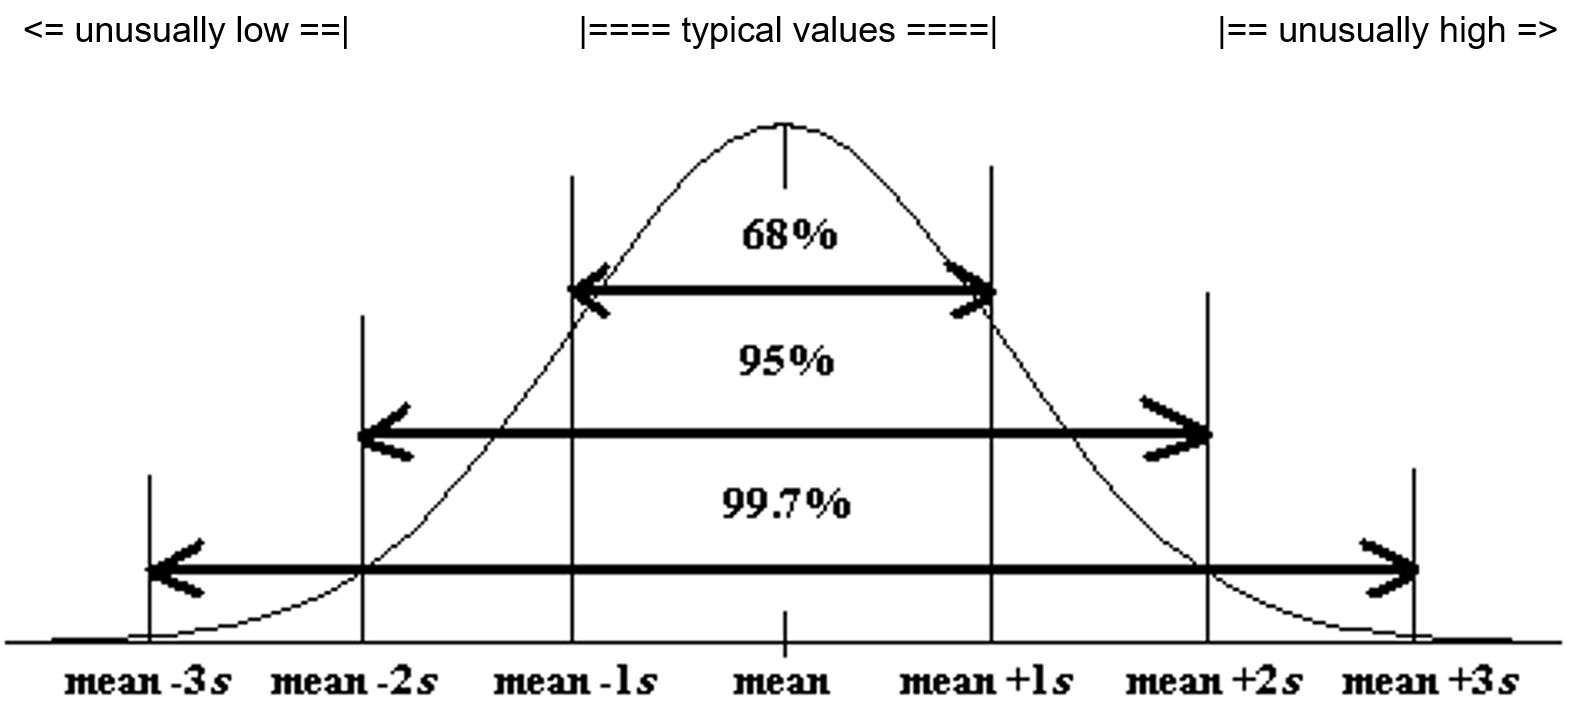 <= unusually low ==| |==== typical values ====| |== unusually high =>
68%
95%
99.7%
mean -3s mean -2s mean -1s mean mean +1s mean +2s mean +3s